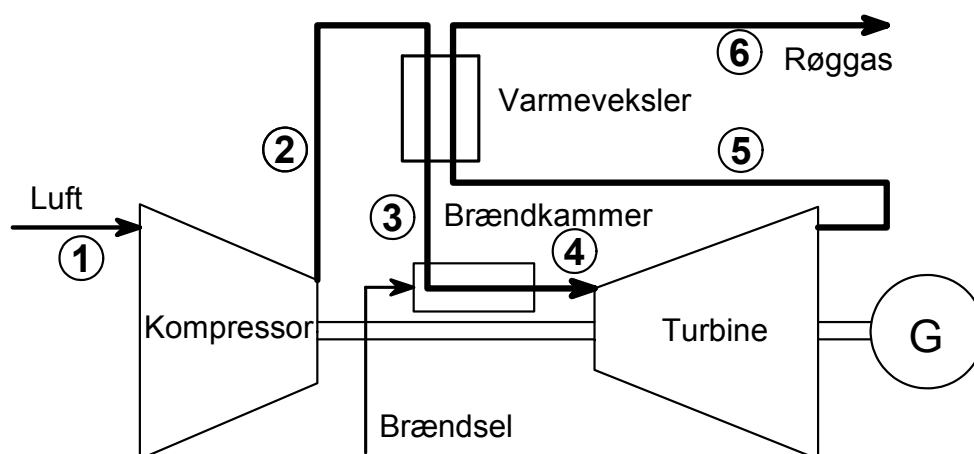 6
Røggas
Varmeveksler
2
5
Luft
3
Brændkammer
1
4
Kompressor
Turbine
G
Brændsel